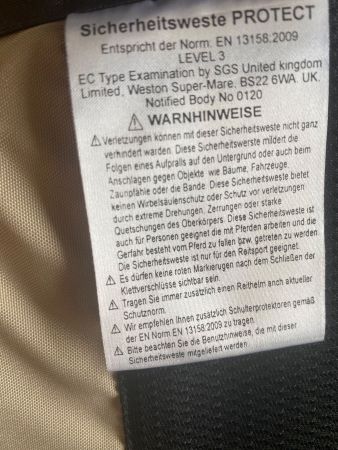 Sicherheitsweste PROTECT
Entspricht der Norm. EN 13158:2009
LEVEL 3
EC Type Examination by SGS United kingdom
Limited, Weston Super-Mare. BS22 6WA. UK.
Notified Body No 0120
⚠ WARNHINWEISE
⚠ Verletzungen können mit dieser Sicherheitsweste nicht ganz
verhindert warden. Diese Sicherheitswerste mildert die
Folgen eines Aufpralls auf den Untergrund oder auch beim
Anschlagen gegen Objekte wie Bäume, Fahrzeuge.
Zaunpfähle oder die Bande. Diese Sicherheitsweste bietet
keinen Wirbelsäulenschutz oder Schutz vor verletzungen
durch extreme Drehungen, Zerrungen oder starke
Quetschungen des Oberkörpers. Diese Sicherheitsweste ist
auch für Personen geeignet die mit Pferden arbeiten und die
Gerfahr besteht vom Pferd zu fallen bzw. getreten zu werden.
Die Sicherheitsweste ist nur für den Reitsport geeignet.
⚠ Es dürfen keine roten Markierugen nach dem Schließen der
Klettverschlüsse sichtbar sein.
⚠ Tragen Sie immer zusätzlich einen Reithelm anch aktueller
Schutznorm.
⚠ Wir empfehlen Ihnen zusätzlich Schulterprotektoren gemäß
der EN Norm EN 13158:2009 zu tragen.
⚠ Bitte beachten Sie die Benutzhinweise, die mit dieser
Sicherheitsweste mitgeliefert werden.